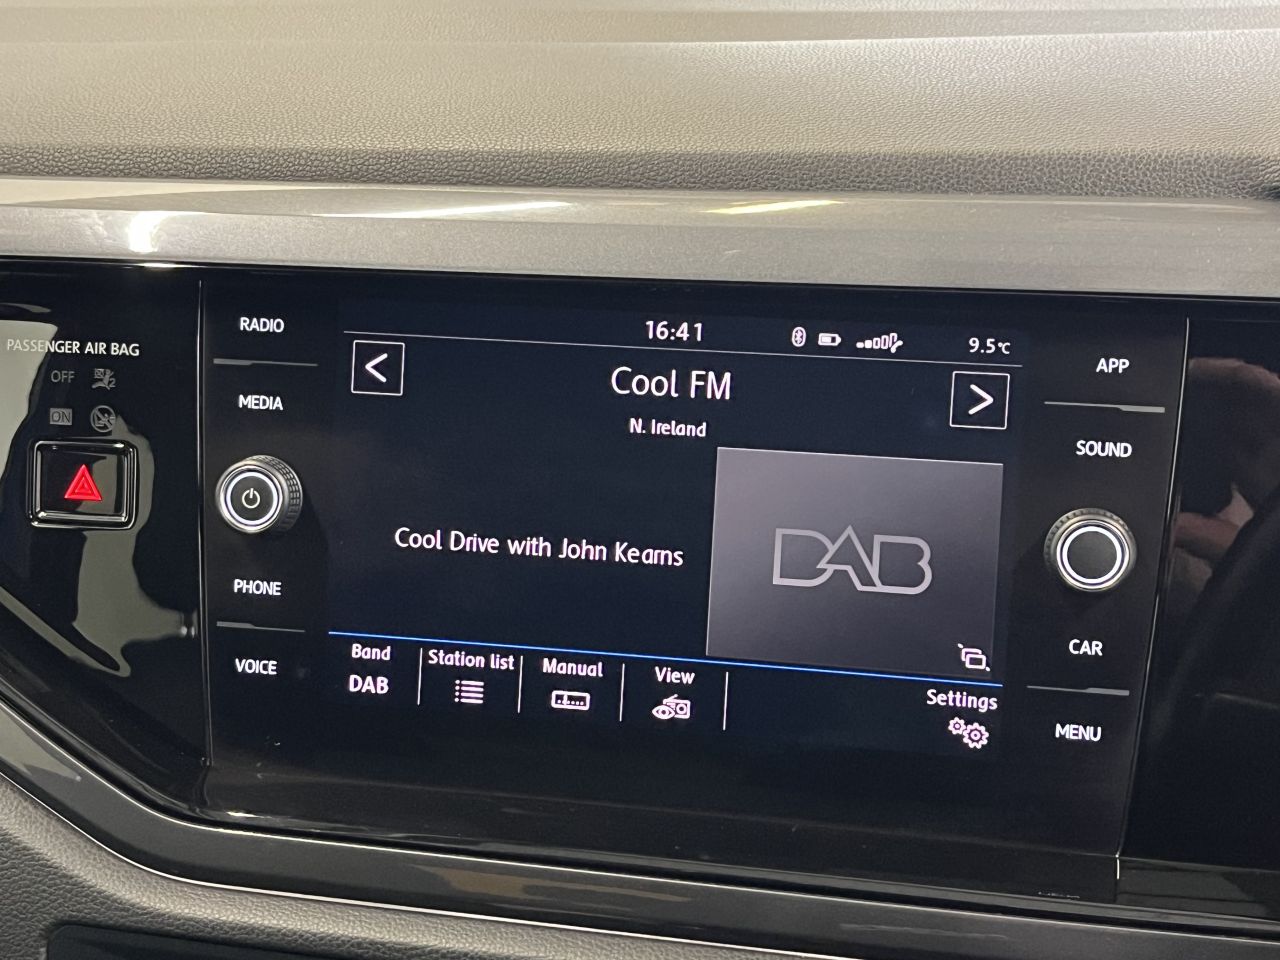 PASSENGER AIR BAG
OFF
ON
RADIO
MEDIA
PHONE
VOICE
16:41
9.5°C
Cool FM
N. Ireland
Cool Drive with John Kearns
DAB
Band
DAB
Station list
Manual
View
Settings
APP
SOUND
CAR
MENU